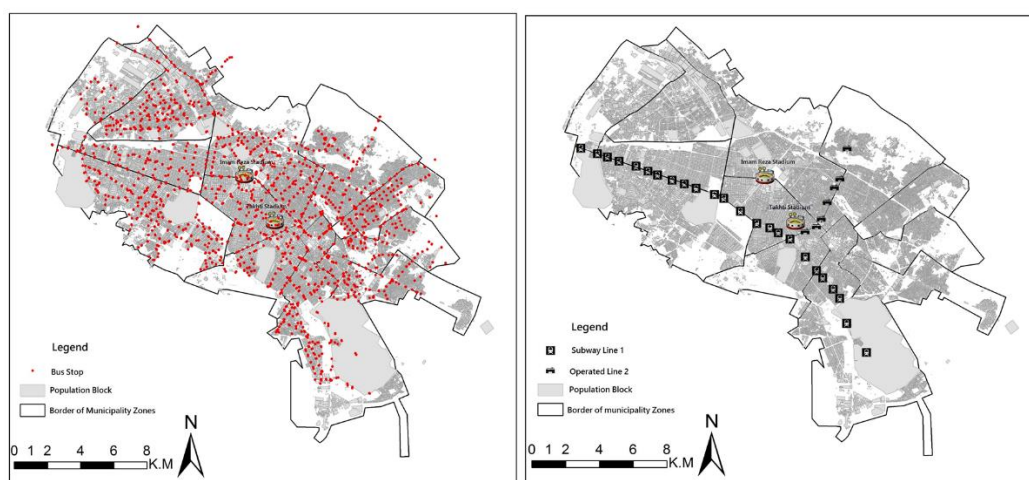 Imam Reza Stadium
Takhti Stadium
Legend
Bus Stop
Population Block
Border of Municipality Zones
N
0 1 2 4 6 8
K.M
Imam Reza Stadium
Takhti Stadium
Legend
Subway Line 1
Operated Line 2
Population Block
Border of municipality Zones
N
0 1 2 4 6 8
K.M